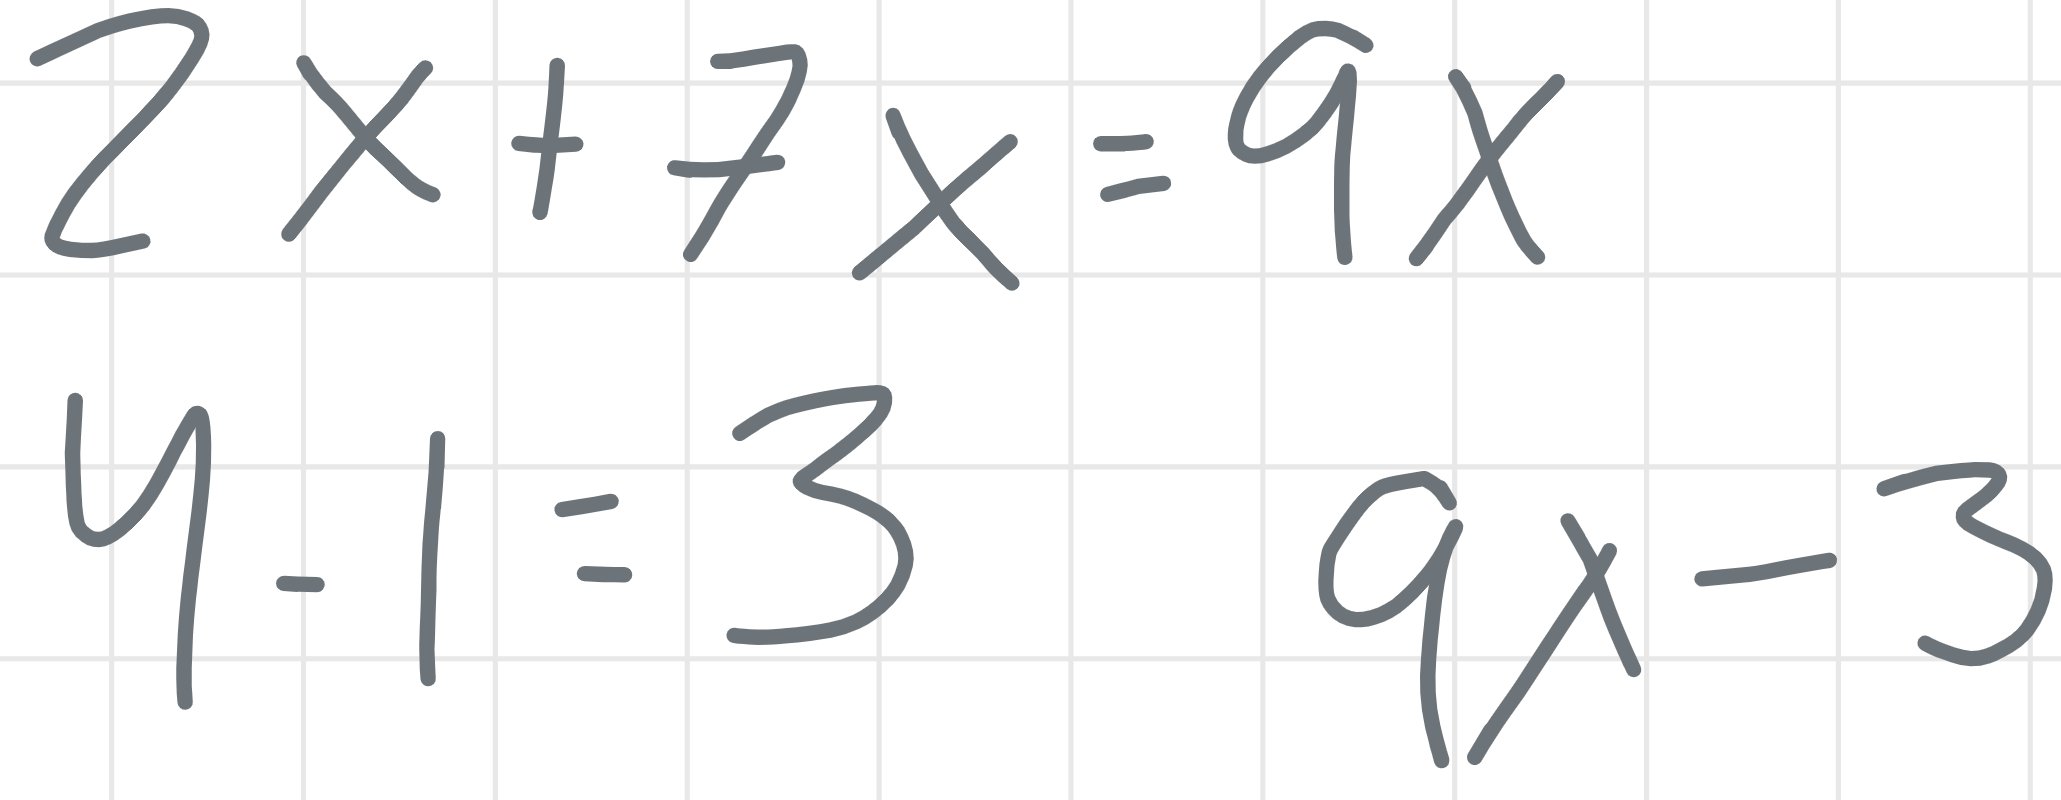 2x + 7x = 9x
4 - 1 = 3
9x - 3